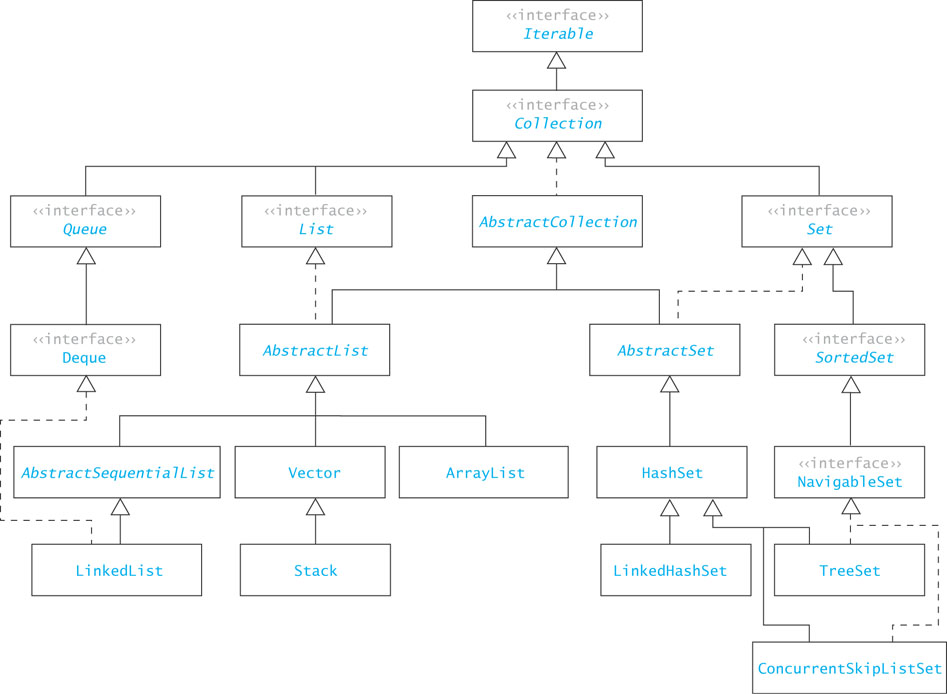 ‹‹interface››
Iterable
‹‹interface››
Collection
‹‹interface››
Queue
‹‹interface››
List
AbstractCollection
‹‹interface››
Set
‹‹interface››
Deque
AbstractList
AbstractSet
‹‹interface››
SortedSet
AbstractSequentialList
Vector
ArrayList
HashSet
‹‹interface››
NavigableSet
LinkedList
Stack
LinkedHashSet
TreeSet
ConcurrentSkipListSet